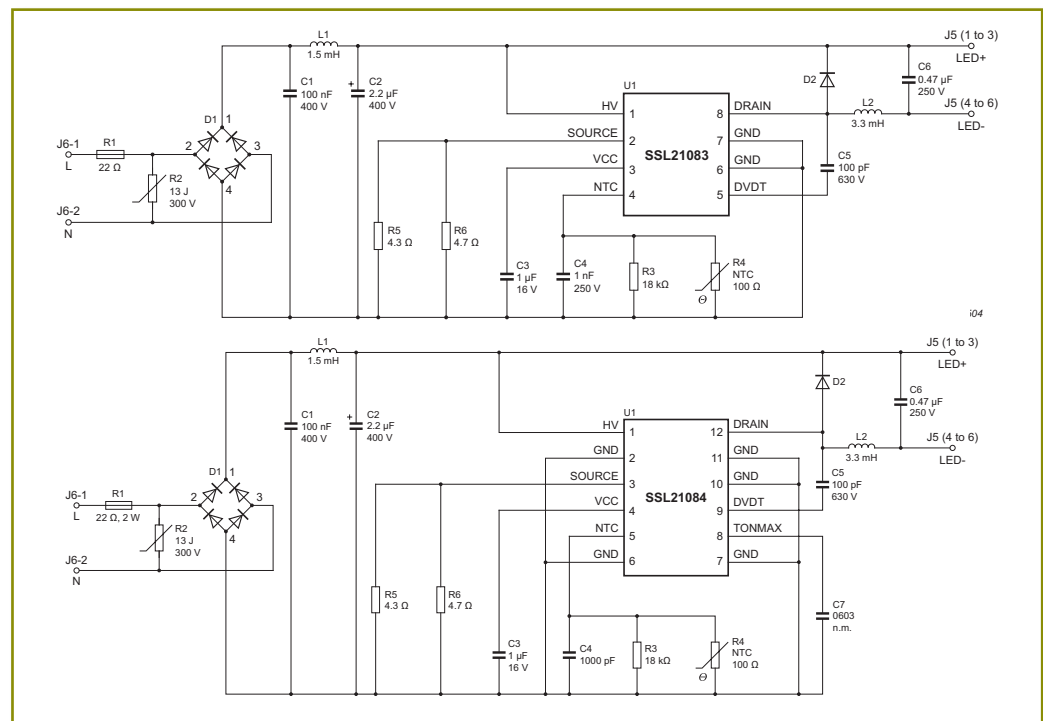 L1
1.5 mH
J5 (1 to 3)
LED+
C1
100 nF
400 V
+
C2
2.2 µF
400 V
D2
C6
0.47 µF
250 V
U1
HV
1
8
DRAIN
L2
3.3 mH
J5 (4 to 6)
LED-
SOURCE
2
SSL21083
7
GND
VCC
3
6
GND
NTC
4
5
DVDT
C5
100 pF
630 V
D1
1
2
3
4
J6-1
L
R1
22 Ω
R2
13 J
300 V
J6-2
N
R5
4.3 Ω
R6
4.7 Ω
C3
1 µF
16 V
C4
1 nF
250 V
R3
18 kΩ
R4
NTC
100 Ω
Θ
504
L1
1.5 mH
J5 (1 to 3)
LED+
C1
100 nF
400 V
+
C2
2.2 µF
400 V
D2
C6
0.47 µF
250 V
U1
HV
1
12
DRAIN
L2
3.3 mH
J5 (4 to 6)
LED-
GND
2
11
GND
SOURCE
3
SSL21084
10
GND
VCC
4
9
DVDT
NTC
5
8
TONMAX
GND
6
7
GND
C5
100 pF
630 V
D1
1
2
3
4
J6-1
L
R1
22 Ω, 2 W
R2
13 J
300 V
J6-2
N
R5
4.3 Ω
R6
4.7 Ω
C3
1 µF
16 V
C4
1000 pF
R3
18 kΩ
R4
NTC
100 Ω
Θ
C7
0603
n.m.